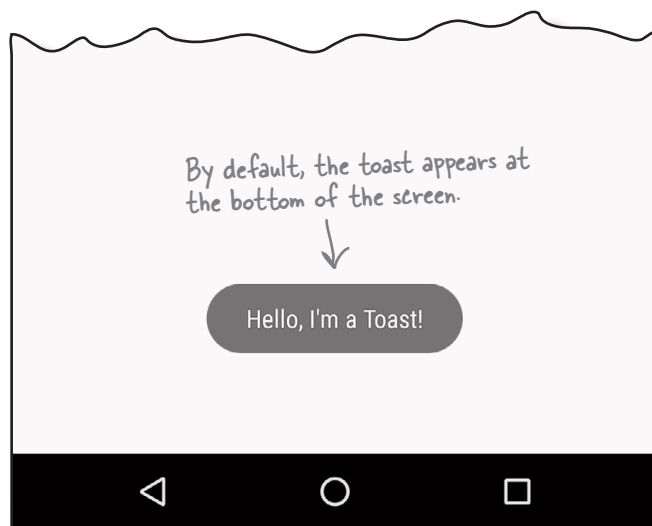 By default, the toast appears at
the bottom of the screen.
Hello, I'm a Toast!